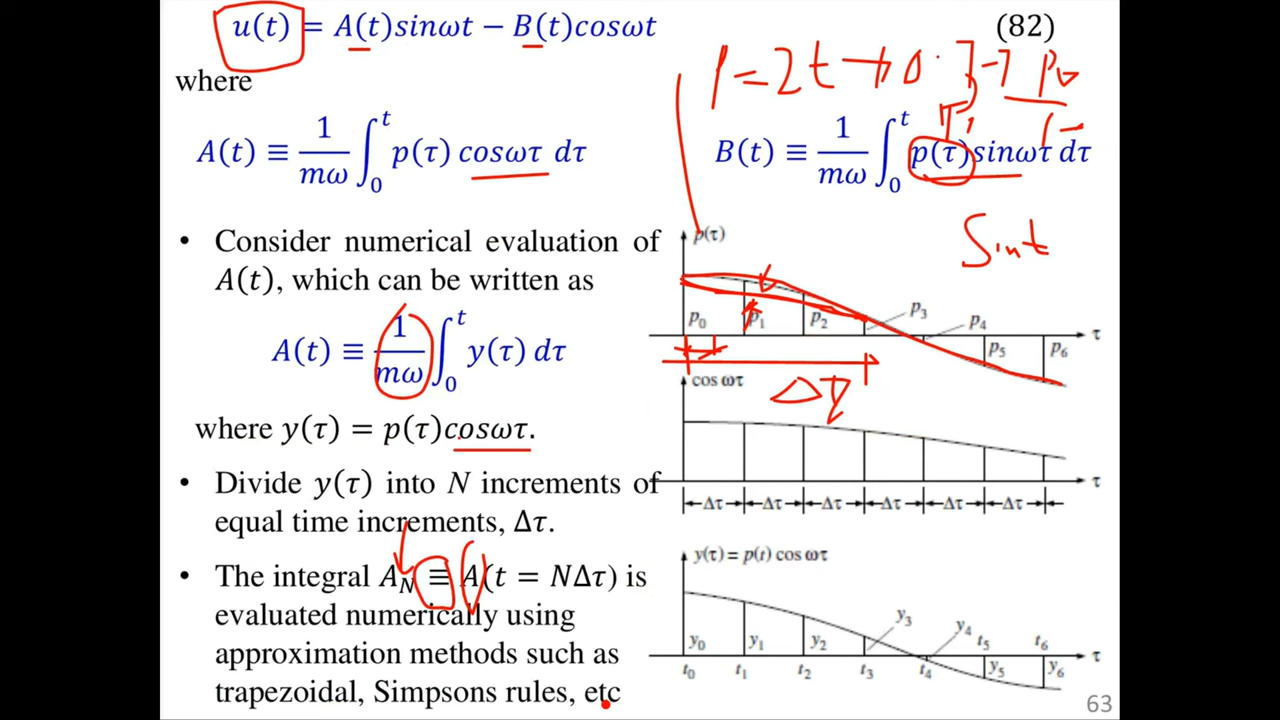 u(t) = A(t)sinωt − B(t)cosωt (82)
where
A(t) ≡ 1/mω ∫₀ᵗ p(τ) cosωτ dτ
B(t) ≡ 1/mω ∫₀ᵗ p(τ)sinωτ dτ
• Consider numerical evaluation of
A(t), which can be written as
A(t) ≡ 1/mω ∫₀ᵗ y(τ) dτ
where y(τ) = p(τ)cosωτ.
• Divide y(τ) into N increments of
equal time increments, Δτ.
• The integral A_N ≡ A(t = NΔτ) is
evaluated numerically using
approximation methods such as
trapezoidal, Simpsons rules, etc
Sint
p(τ)
p₀ p₁ p₂ p₃ p₄ p₅ p₆ τ
Δτ
cos ωτ
τ
Δτ Δτ Δτ Δτ Δτ Δτ
y(τ) = p(t) cos ωτ
y₀ y₁ y₂ y₃ y₄ y₅ y₆ τ
t₀ t₁ t₂ t₃ t₄ t₅ t₆
63